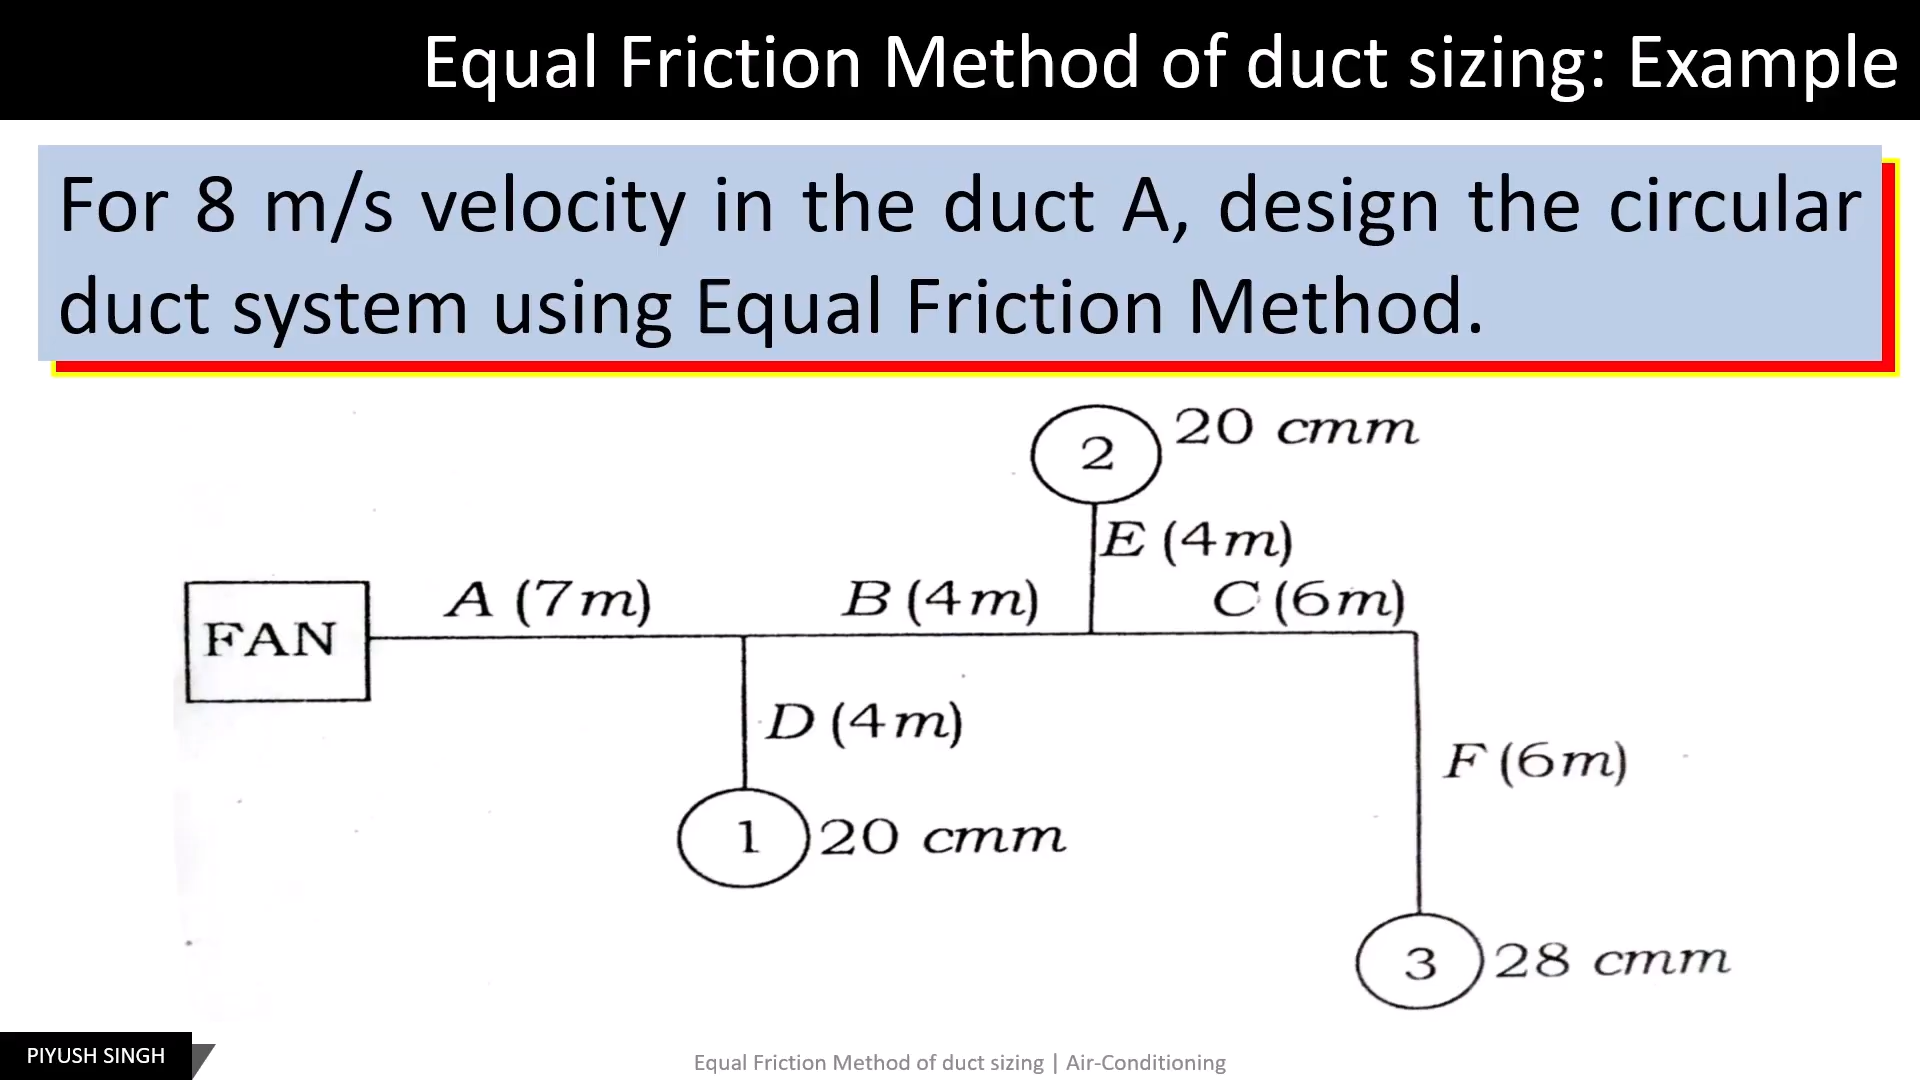 Equal Friction Method of duct sizing: Example
For 8 m/s velocity in the duct A, design the circular
duct system using Equal Friction Method.
2
20 cmm
E (4m)
FAN
A (7m)
B (4m)
C (6m)
D (4m)
F (6m)
1
20 cmm
3
28 cmm
PIYUSH SINGH
Equal Friction Method of duct sizing | Air-Conditioning